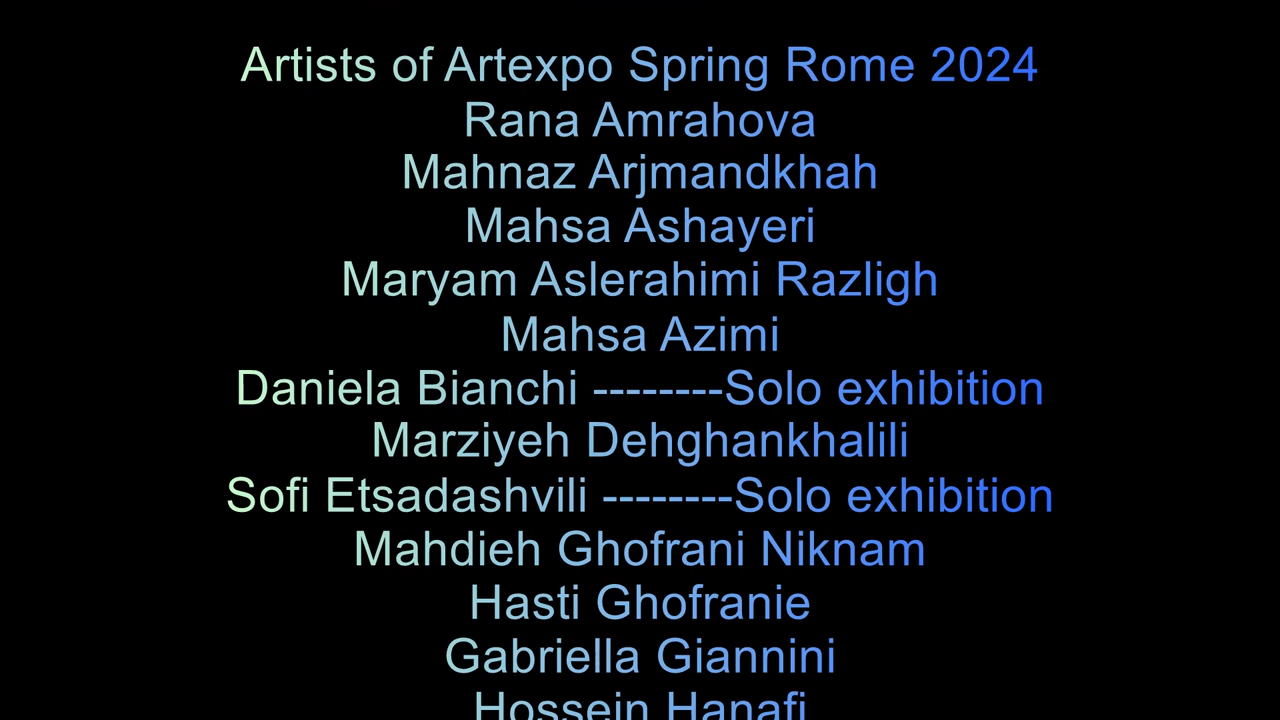 Artists of Artexpo Spring Rome 2024
Rana Amrahova
Mahnaz Arjmandkhah
Mahsa Ashayeri
Maryam Aslerahimi Razligh
Mahsa Azimi
Daniela Bianchi --------Solo exhibition
Marziyeh Dehghankhalili
Sofi Etsadashvili --------Solo exhibition
Mahdieh Ghofrani Niknam
Hasti Ghofranie
Gabriella Giannini
Hossein Hanafi